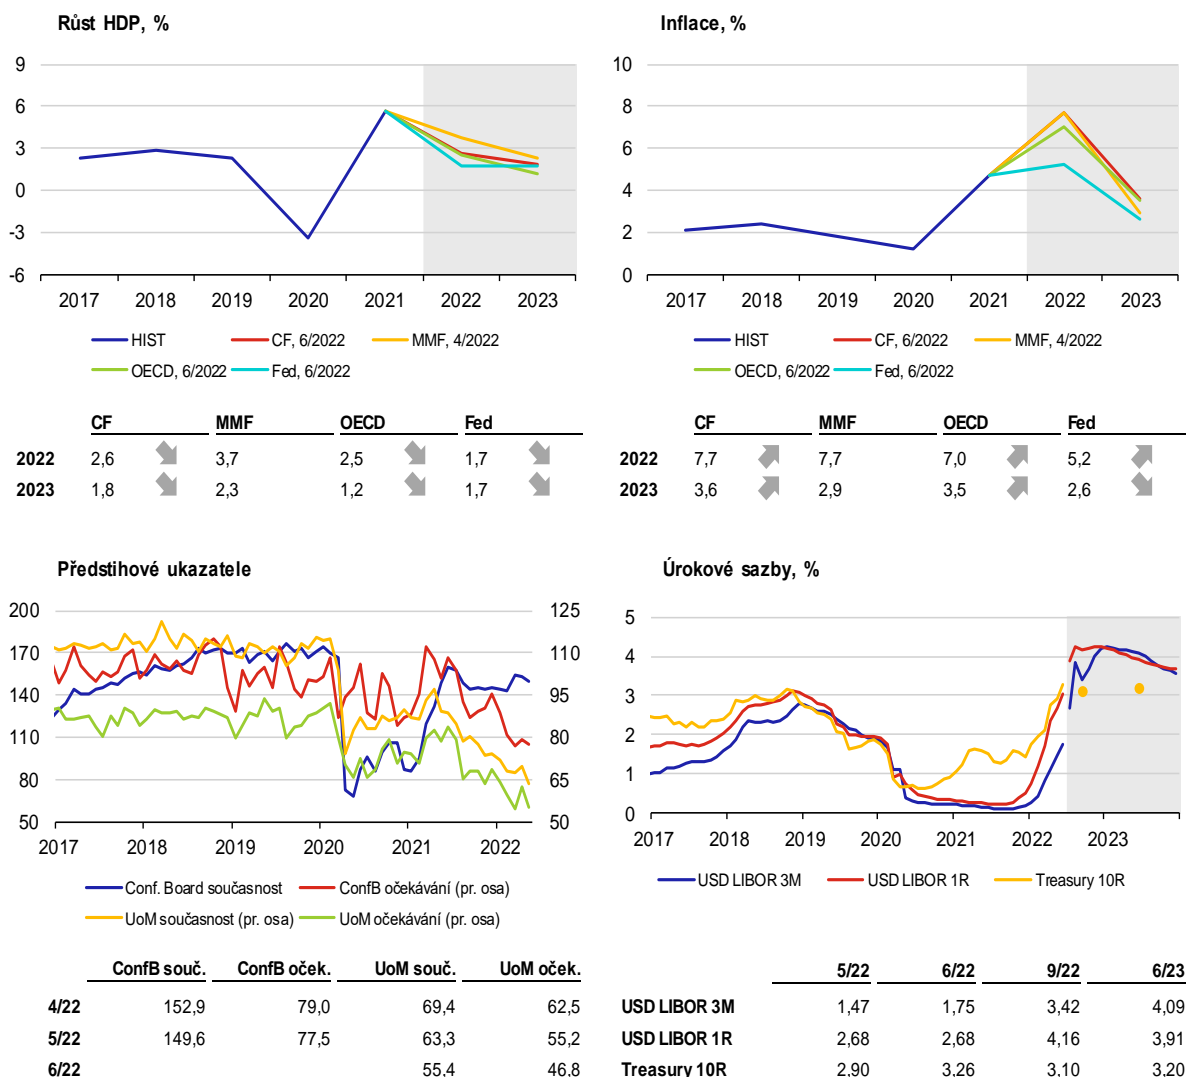 Růst HDP, %
9
6
3
0
-3
-6
2017 2018 2019 2020 2021 2022 2023
HIST CF, 6/2022 MMF, 4/2022
OECD, 6/2022 Fed, 6/2022
CF MMF OECD Fed
2022 2,6 3,7 2,5 1,7
2023 1,8 2,3 1,2 1,7
Inflace, %
10
8
6
4
2
0
2017 2018 2019 2020 2021 2022 2023
HIST CF, 6/2022 MMF, 4/2022
OECD, 6/2022 Fed, 6/2022
CF MMF OECD Fed
2022 7,7 7,7 7,0 5,2
2023 3,6 2,9 3,5 2,6
Předstihové ukazatele
200 125
170 110
140 95
110 80
80 65
50 50
2017 2018 2019 2020 2021 2022
Conf. Board současnost ConfB očekávání (pr. osa)
UoM současnost (pr. osa) UoM očekávání (pr. osa)
ConfB souč. ConfB oček. UoM souč. UoM oček.
4/22 152,9 79,0 69,4 62,5
5/22 149,6 77,5 63,3 55,2
6/22 55,4 46,8
Úrokové sazby, %
5
4
3
2
1
0
2017 2018 2019 2020 2021 2022 2023
USD LIBOR 3M USD LIBOR 1R Treasury 10R
5/22 6/22 9/22 6/23
USD LIBOR 3M 1,47 1,75 3,42 4,09
USD LIBOR 1R 2,68 2,68 4,16 3,91
Treasury 10R 2,90 3,26 3,10 3,20